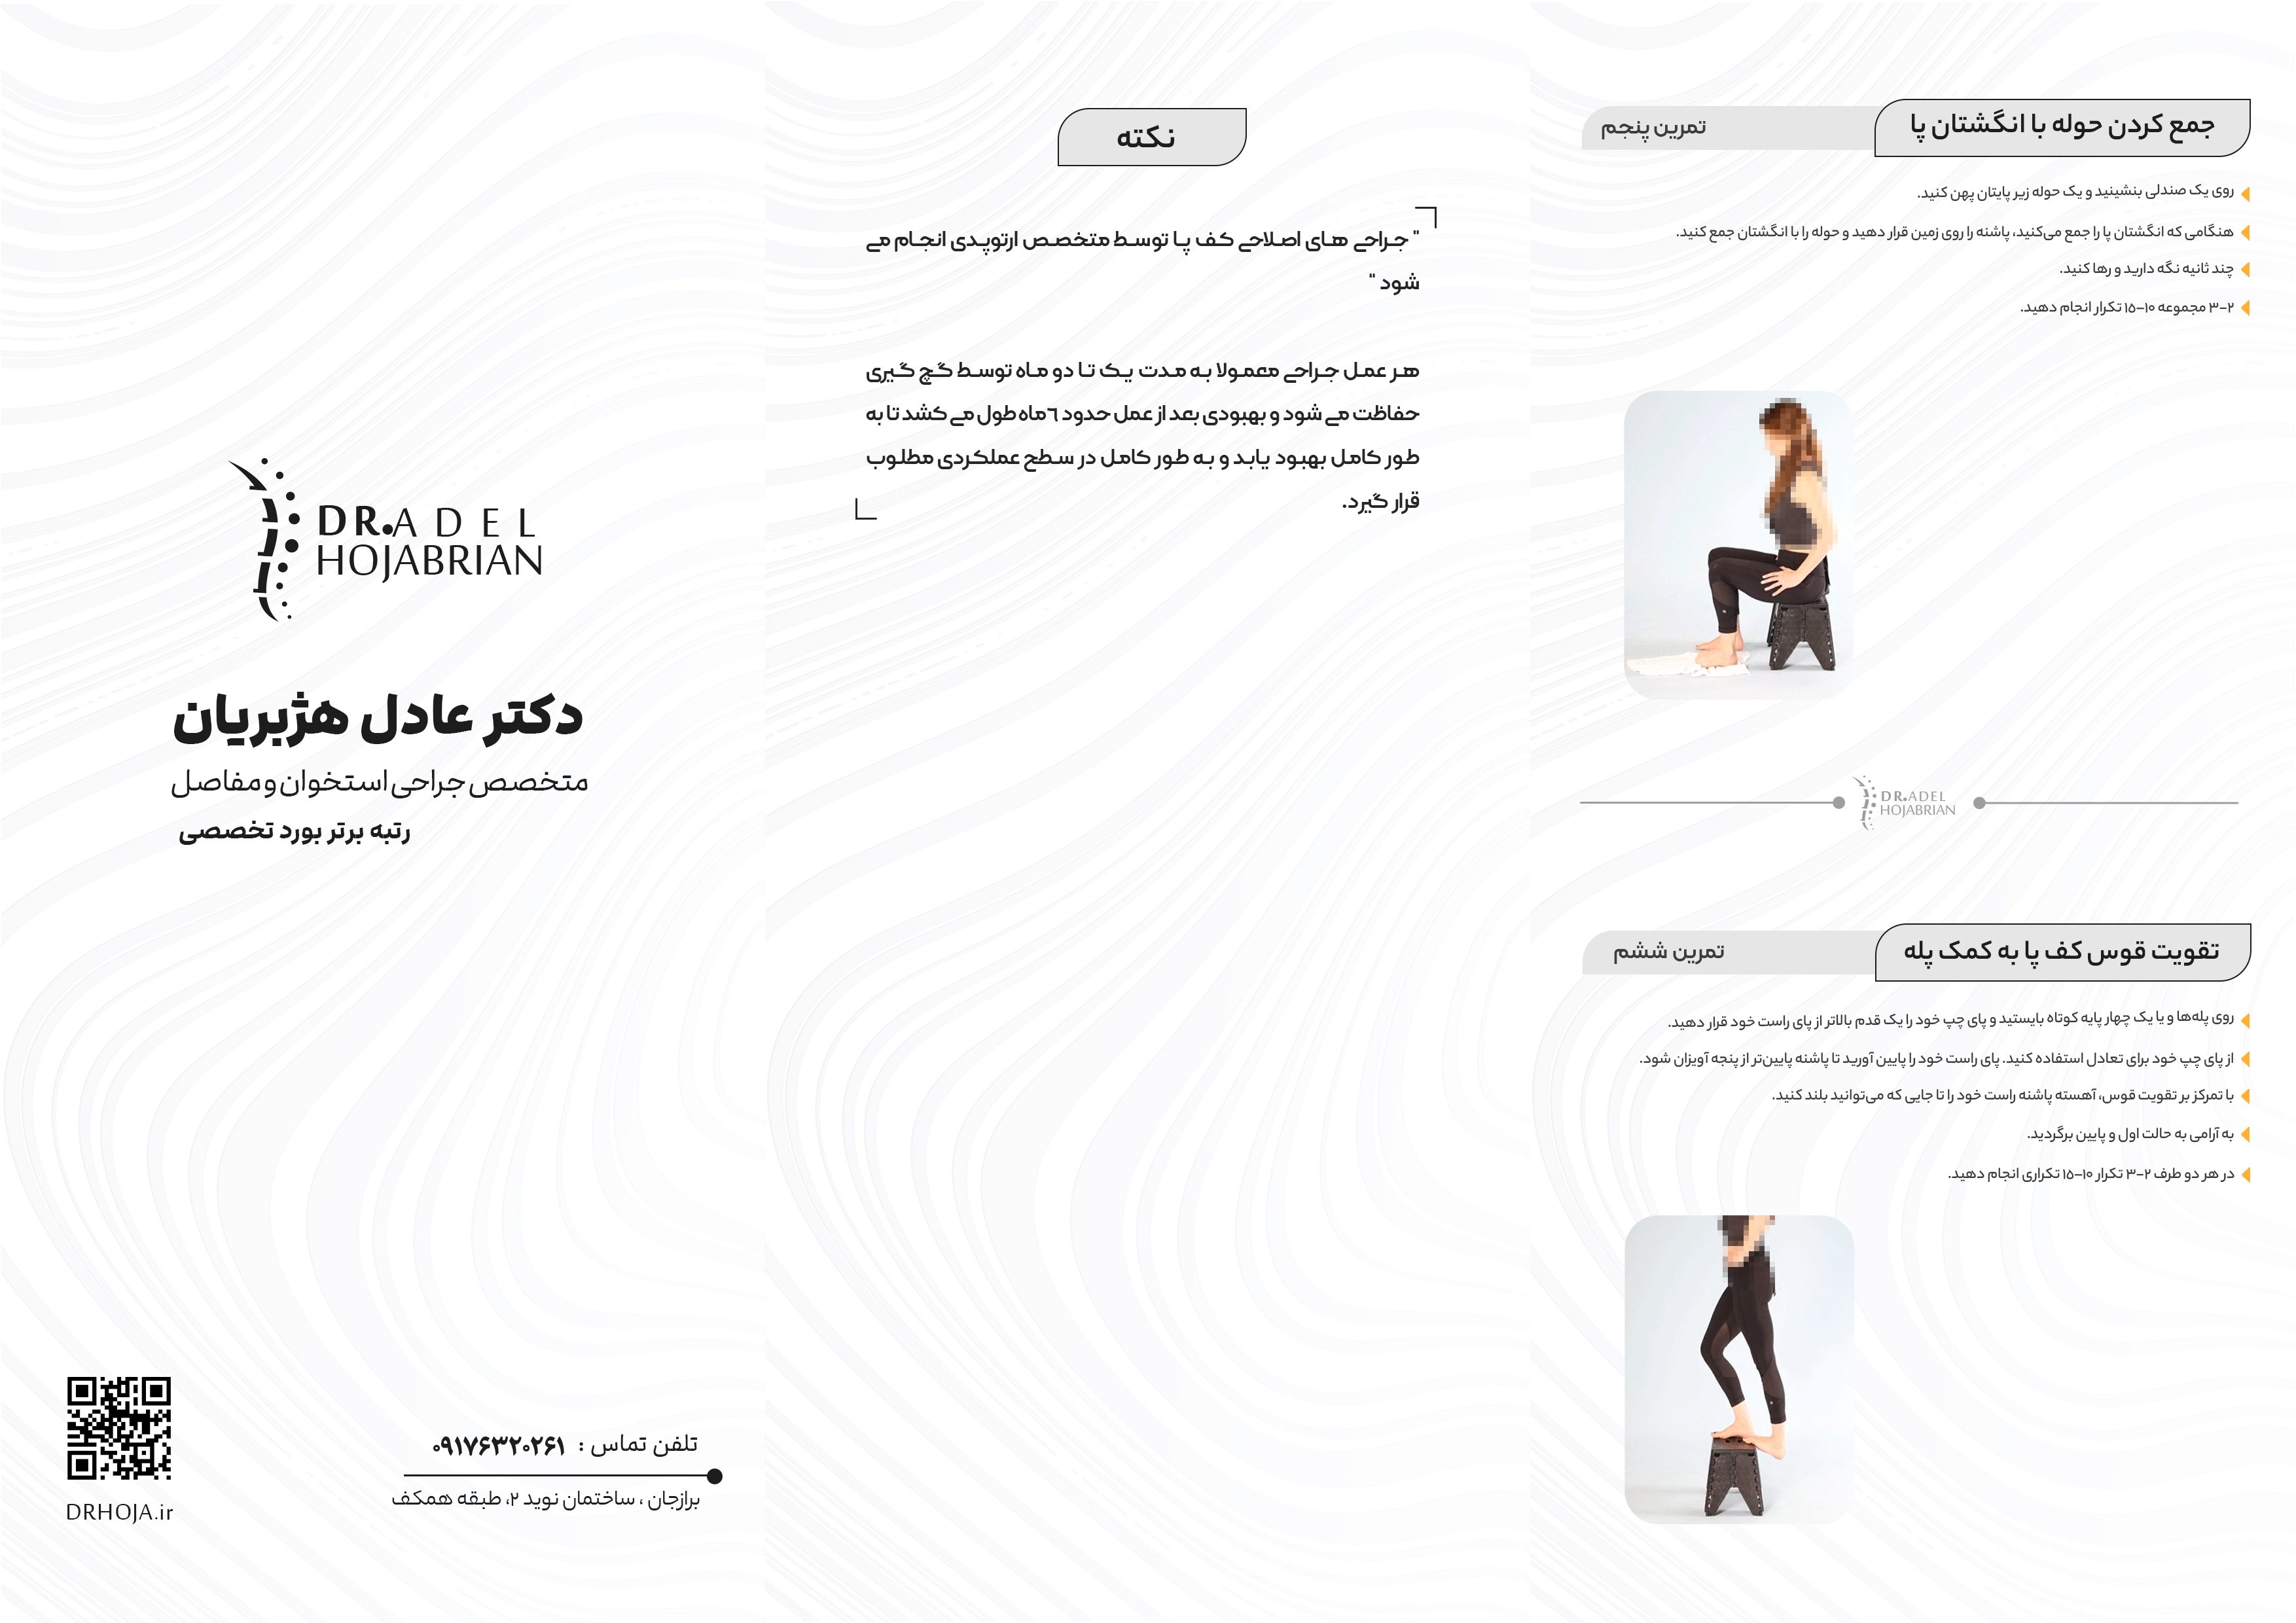 جمع کردن حوله با انگشتان پا
تمرین پنجم
روی یک صندلی بنشینید و یک حوله زیر پایتان پهن کنید.
هنگامی که انگشتان پا را جمع می‌کنید، پاشنه را روی زمین قرار دهید و حوله را با انگشتان جمع کنید.
چند ثانیه نگه دارید و رها کنید.
۲-۳ مجموعه ۱۰-۱۵ تکرار انجام دهید.
DR.ADEL
HOJABRIAN
تقویت قوس کف پا به کمک پله
تمرین ششم
روی پله‌ها و یا یک چهار پایه کوتاه بایستید و پای چپ خود را یک قدم بالاتر از پای راست خود قرار دهید.
از پای چپ خود برای تعادل استفاده کنید. پای راست خود را پایین آورید تا پاشنه پایین‌تر از پنجه آویزان شود.
با تمرکز بر تقویت قوس، آهسته پاشنه راست خود را تا جایی که می‌توانید بلند کنید.
به آرامی به حالت اول و پایین برگردید.
در هر دو طرف ۲-۳ تکرار ۱۰-۱۵ تکراری انجام دهید.
نکته
" جراحی های اصلاحی کف پا توسط متخصص ارتوپدی انجام می
شود "
هر عمل جراحی معمولا به مدت یک تا دو ماه توسط گچ گیری
حفاظت می شود و بهبودی بعد از عمل حدود ٦ ماه طول می کشد تا به
طور کامل بهبود یابد و به طور کامل در سطح عملکردی مطلوب
قرار گیرد.
DR.ADEL
HOJABRIAN
دکتر عادل هژبریان
متخصص جراحی استخوان و مفاصل
رتبه برتر بورد تخصصی
تلفن تماس : ۰۹۱۷۶۳۲۰۲۶۱
برازجان ، ساختمان نوید ۲، طبقه همکف
DRHOJA.ir